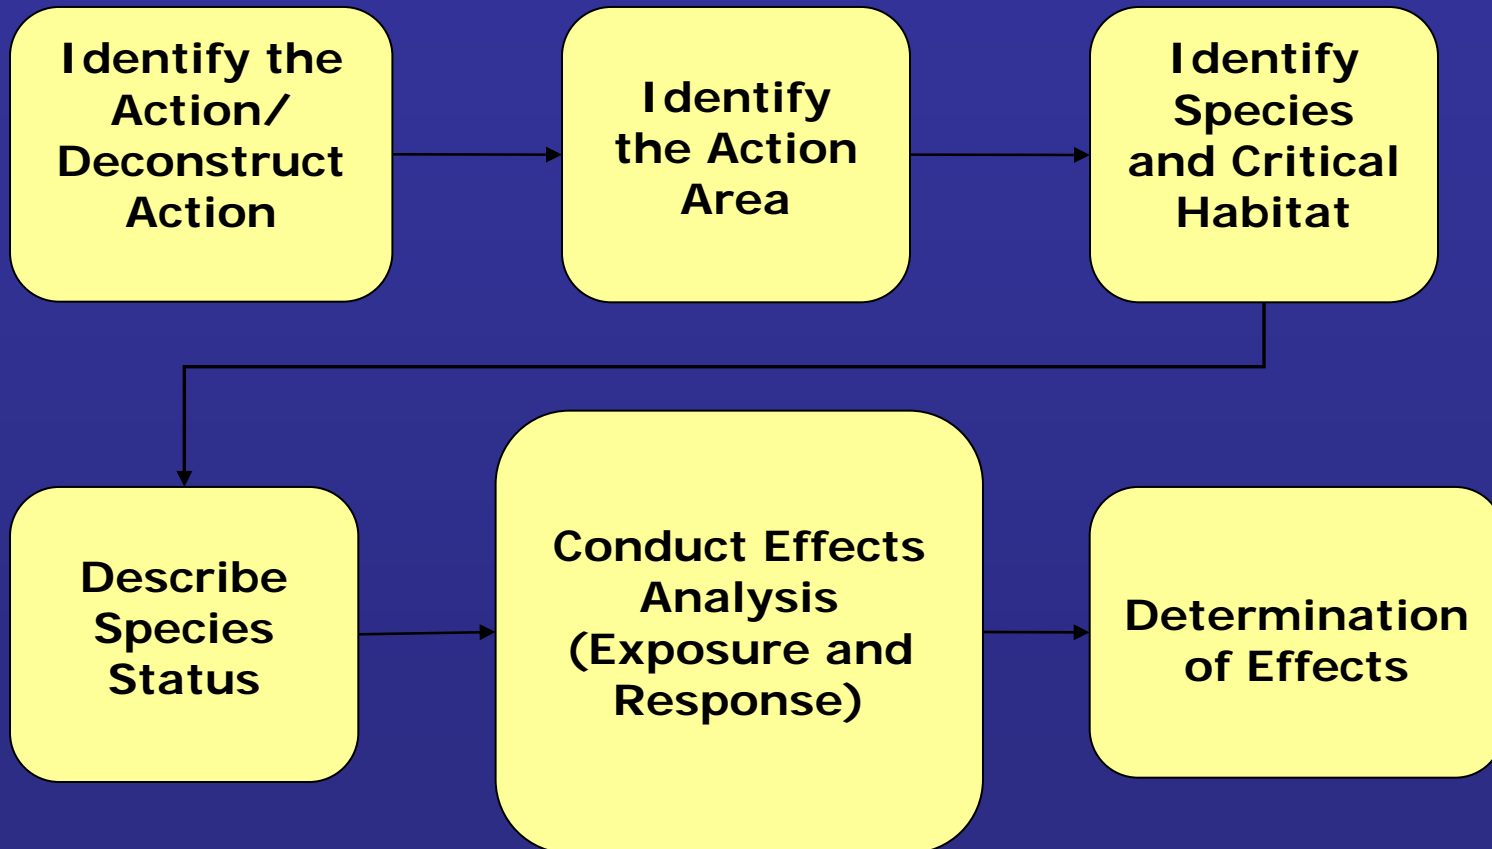 Identify the
Action/
Deconstruct
Action
Identify
the Action
Area
Identify
Species
and Critical
Habitat
Describe
Species
Status
Conduct Effects
Analysis
(Exposure and
Response)
Determination
of Effects